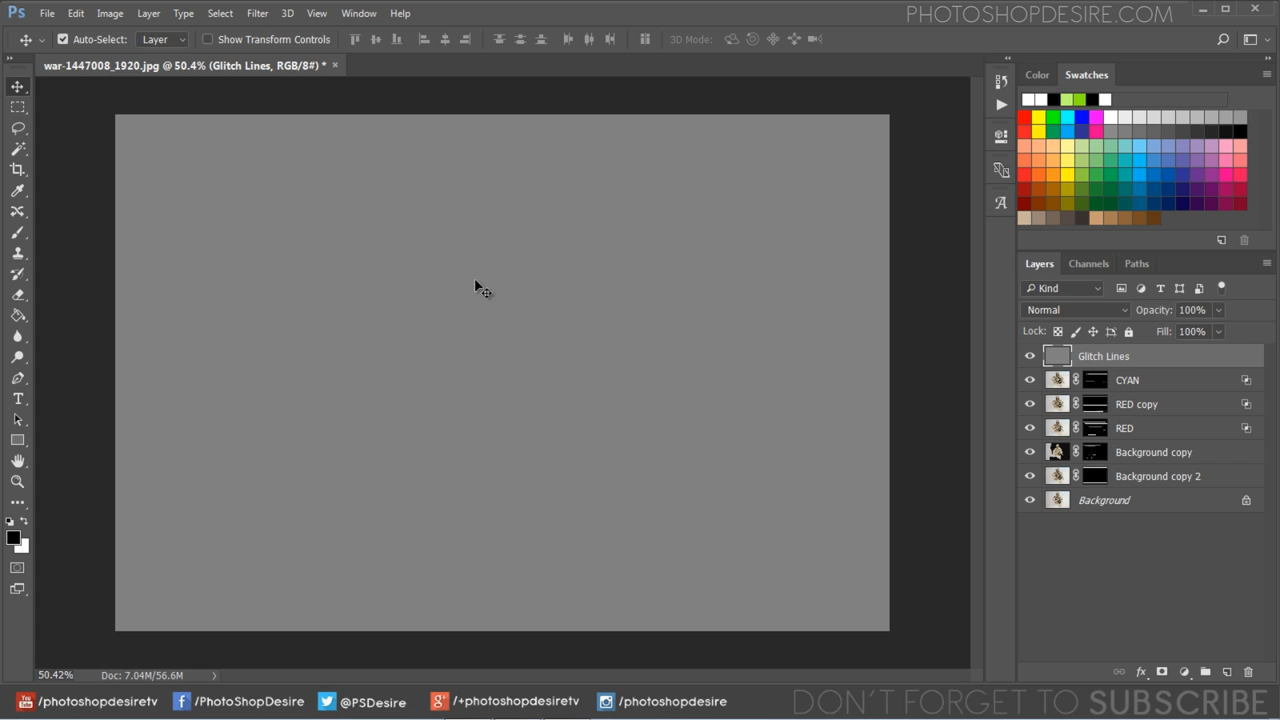 Ps File Edit Image Layer Type Select Filter 3D View Window Help
PHOTOSHOPDESIRE.COM
Auto-Select: Layer Show Transform Controls 3D Mode:
war-1447008_1920.jpg @ 50.4% (Glitch Lines, RGB/8#) * ×
Color Swatches
Layers Channels Paths
Kind
Normal Opacity: 100%
Lock: Fill: 100%
Glitch Lines
CYAN
RED copy
RED
Background copy
Background copy 2
Background
50.42% Doc: 7.04M/56.6M
You Tube /photoshopdesiretv /PhotoShopDesire @PSDesire /+photoshopdesiretv /photoshopdesire
DON'T FORGET TO SUBSCRIBE